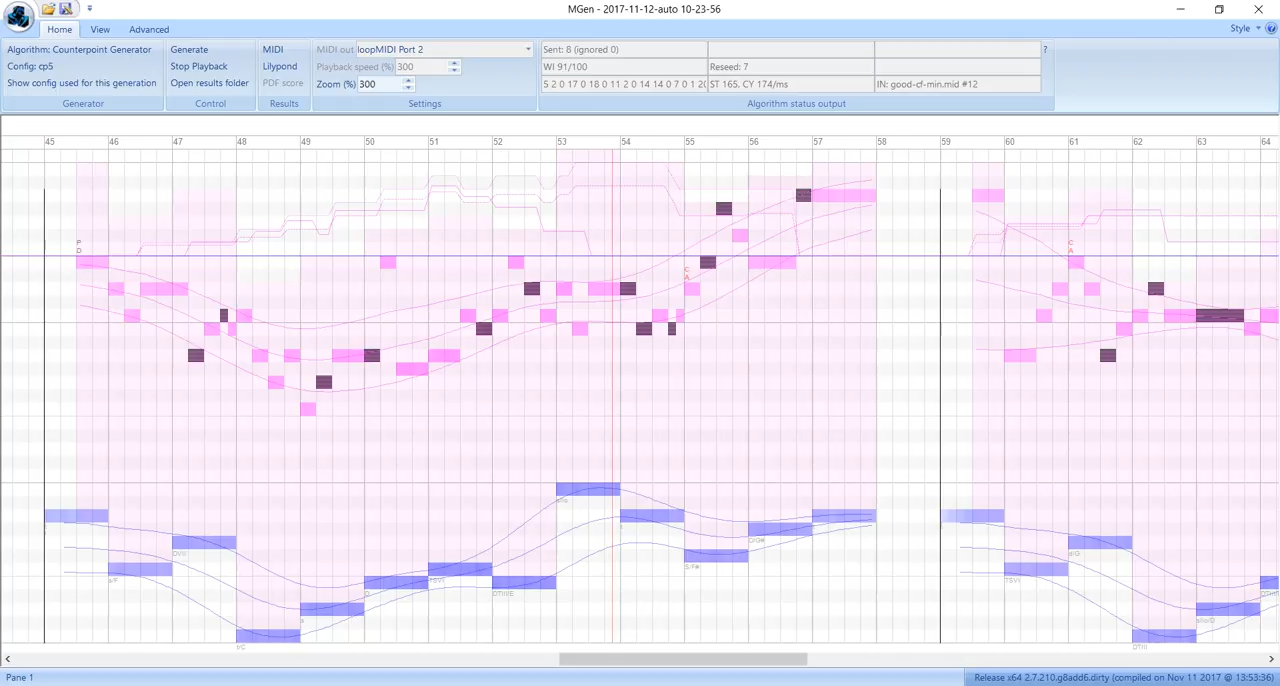 MGen - 2017-11-12-auto 10-23-56
Home View Advanced Style
Algorithm: Counterpoint Generator
Config: cp5
Show config used for this generation
Generator
Generate
Stop Playback
Open results folder
Control
MIDI
Lilypond
PDF score
Results
MIDI out loopMIDI Port 2
Playback speed (%) 300
Zoom (%) 300
Settings
Sent: 8 (ignored 0) ?
WI 91/100 Reseed: 7
5 2 0 17 0 18 0 11 2 0 14 14 0 7 0 1 20 ST 165, CY 174/ms IN: good-cf-min.mid #12
Algorithm status output
45 46 47 48 49 50 51 52 53 54 55 56 57 58 59 60 61 62 63 64
P
D
C
A
C
A
DVII
s/F
TSVI
D
DTIII/E
t/C
s
S/F#
D/G#
TSVI
d/G
DTIII
Pane 1
Release x64 2.7.210.g8add6.dirty (compiled on Nov 11 2017 @ 13:53:36)